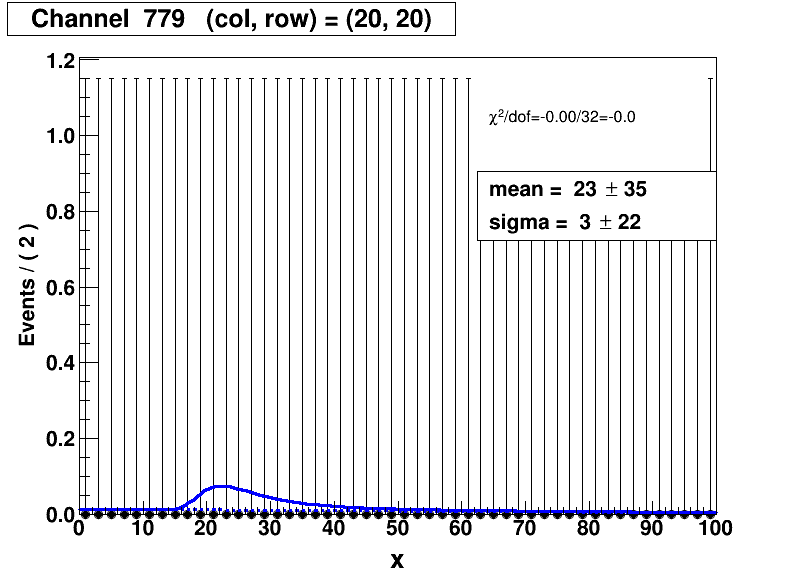 Channel  779   (col, row) = (20, 20)
1.2
1.0
0.8
0.6
0.4
0.2
0.0
Events / ( 2 )
χ²/dof=-0.00/32=-0.0
mean =  23 ± 35
sigma =  3 ± 22
0 10 20 30 40 50 60 70 80 90 100
x